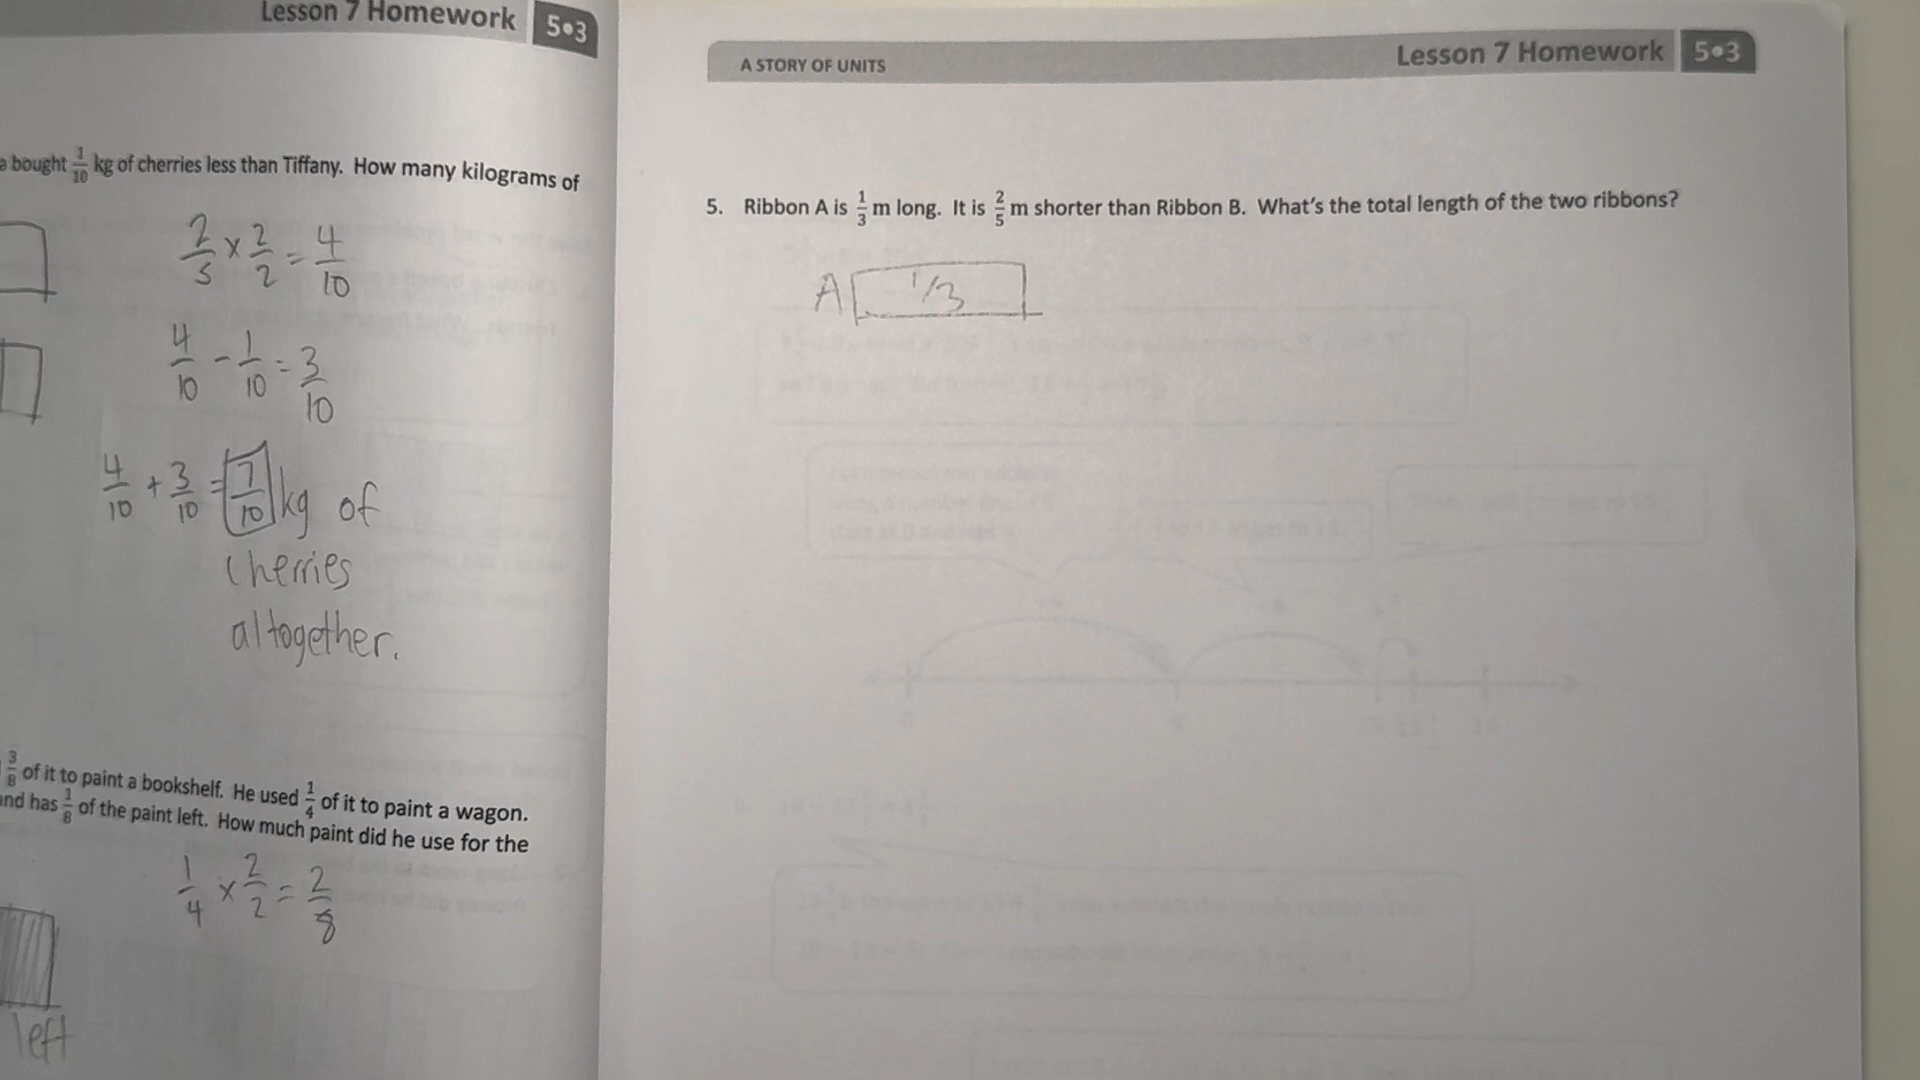 Lesson 7 Homework 5•3
bought 1/10 kg of cherries less than Tiffany. How many kilograms of
2/5 x 2/2 = 4/10
4/10 - 1/10 = 3/10
4/10 + 3/10 = 7/10 kg of
cherries
altogether.
3/8 of it to paint a bookshelf. He used 1/4 of it to paint a wagon.
and has 1/8 of the paint left. How much paint did he use for the
1/4 x 2/2 = 2/8
left
A STORY OF UNITS
Lesson 7 Homework 5•3
5. Ribbon A is 1/3 m long. It is 2/5 m shorter than Ribbon B. What's the total length of the two ribbons?
A 1/3